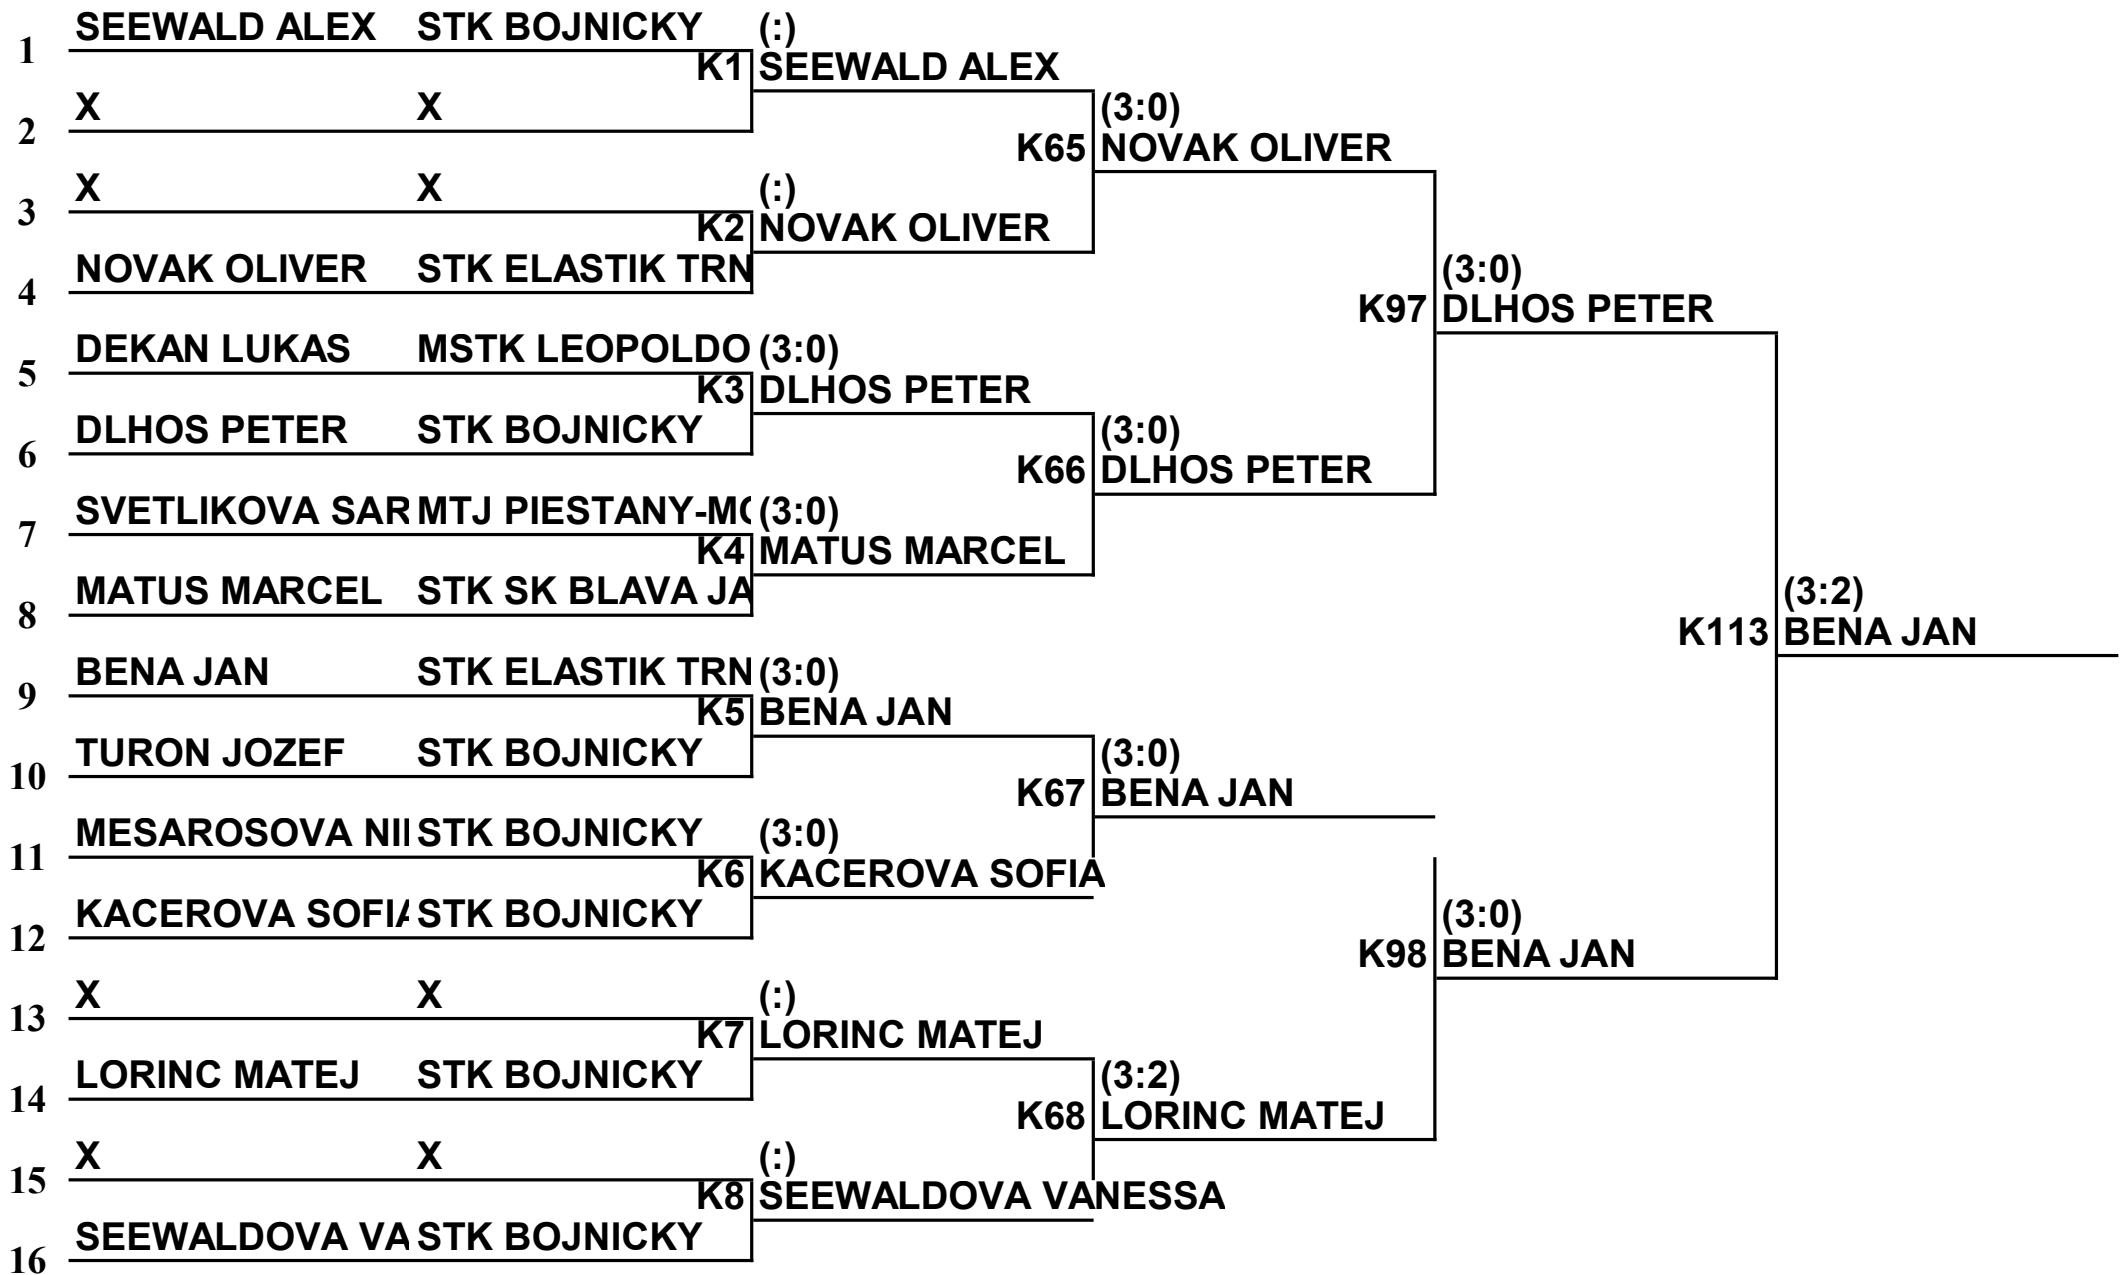 SEEWALD ALEX STK BOJNICKY (:)
1
K1 SEEWALD ALEX
X X (3:0)
2
K65 NOVAK OLIVER
X X (:)
3
K2 NOVAK OLIVER
NOVAK OLIVER STK ELASTIK TRN (3:0)
4
K97 DLHOS PETER
DEKAN LUKAS MSTK LEOPOLDO (3:0)
5
K3 DLHOS PETER
DLHOS PETER STK BOJNICKY (3:0)
6
K66 DLHOS PETER
SVETLIKOVA SAR MTJ PIESTANY-MO (3:0)
7
K4 MATUS MARCEL
MATUS MARCEL STK SK BLAVA JA (3:2)
8
K113 BENA JAN
BENA JAN STK ELASTIK TRN (3:0)
9
K5 BENA JAN
TURON JOZEF STK BOJNICKY (3:0)
10
K67 BENA JAN
MESAROSOVA NI STK BOJNICKY (3:0)
11
K6 KACEROVA SOFIA
KACEROVA SOFIA STK BOJNICKY (3:0)
12
K98 BENA JAN
X X (:)
13
K7 LORINC MATEJ
LORINC MATEJ STK BOJNICKY (3:2)
14
K68 LORINC MATEJ
X X (:)
15
K8 SEEWALDOVA VANESSA
SEEWALDOVA VA STK BOJNICKY
16